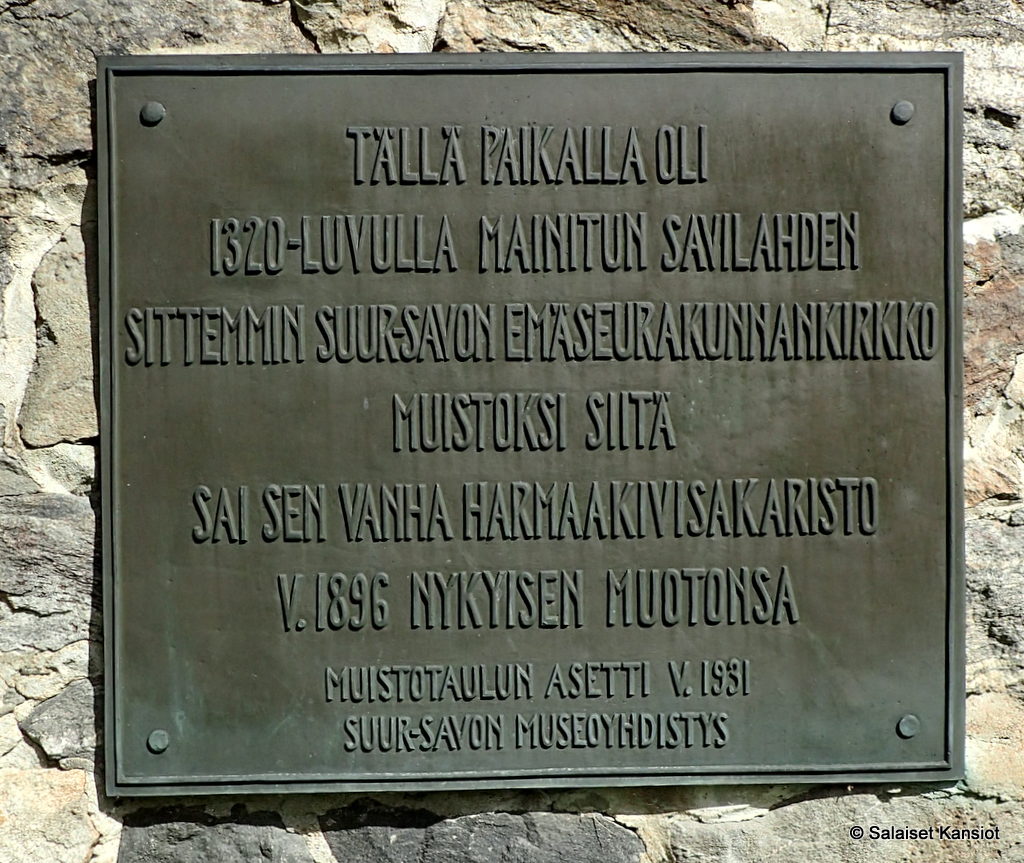 TÄLLÄ PAIKALLA OLI
1320-LUVULLA MAINITUN SAVILAHDEN
SITTEMMIN SUUR-SAVON EMÄSEURAKUNNANKIRKKO
MUISTOKSI SIITÄ
SAI SEN VANHA HARMAAKIVISAKARISTO
V. 1896 NYKYISEN MUOTONSA
MUISTOTAULUN ASETTI V. 1931
SUUR-SAVON MUSEOYHDISTYS
© Salaiset Kansiot